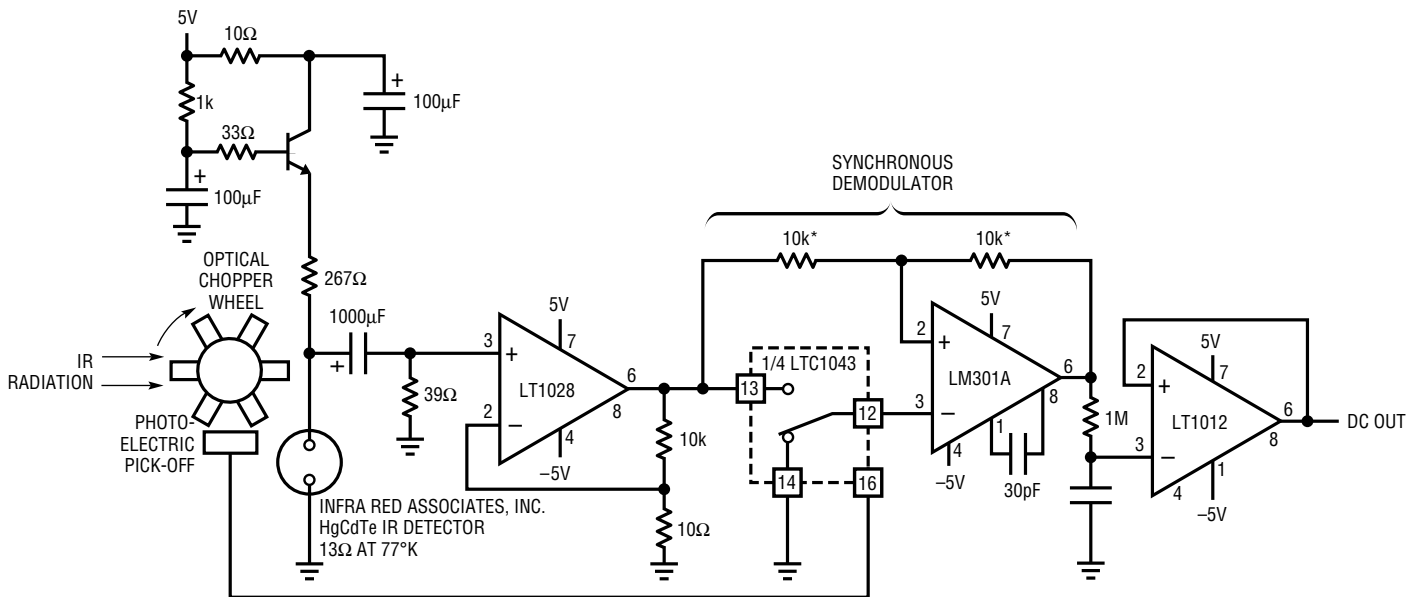 5V
10Ω
1k
+
100μF
33Ω
+
100μF
OPTICAL
CHOPPER
WHEEL
267Ω
1000μF
+
IR
RADIATION
39Ω
PHOTO-
ELECTRIC
PICK-OFF
INFRA RED ASSOCIATES, INC.
HgCdTe IR DETECTOR
13Ω AT 77°K
5V
3
+
7
LT1028
6
8
2
–
4
–5V
10k
10Ω
SYNCHRONOUS
DEMODULATOR
10k*
10k*
1/4 LTC1043
13
12
14
16
5V
2
+
7
LM301A
6
3
–
8
1
4
–5V
30pF
1M
5V
2
+
7
LT1012
6
8
3
–
4
1
–5V
DC OUT